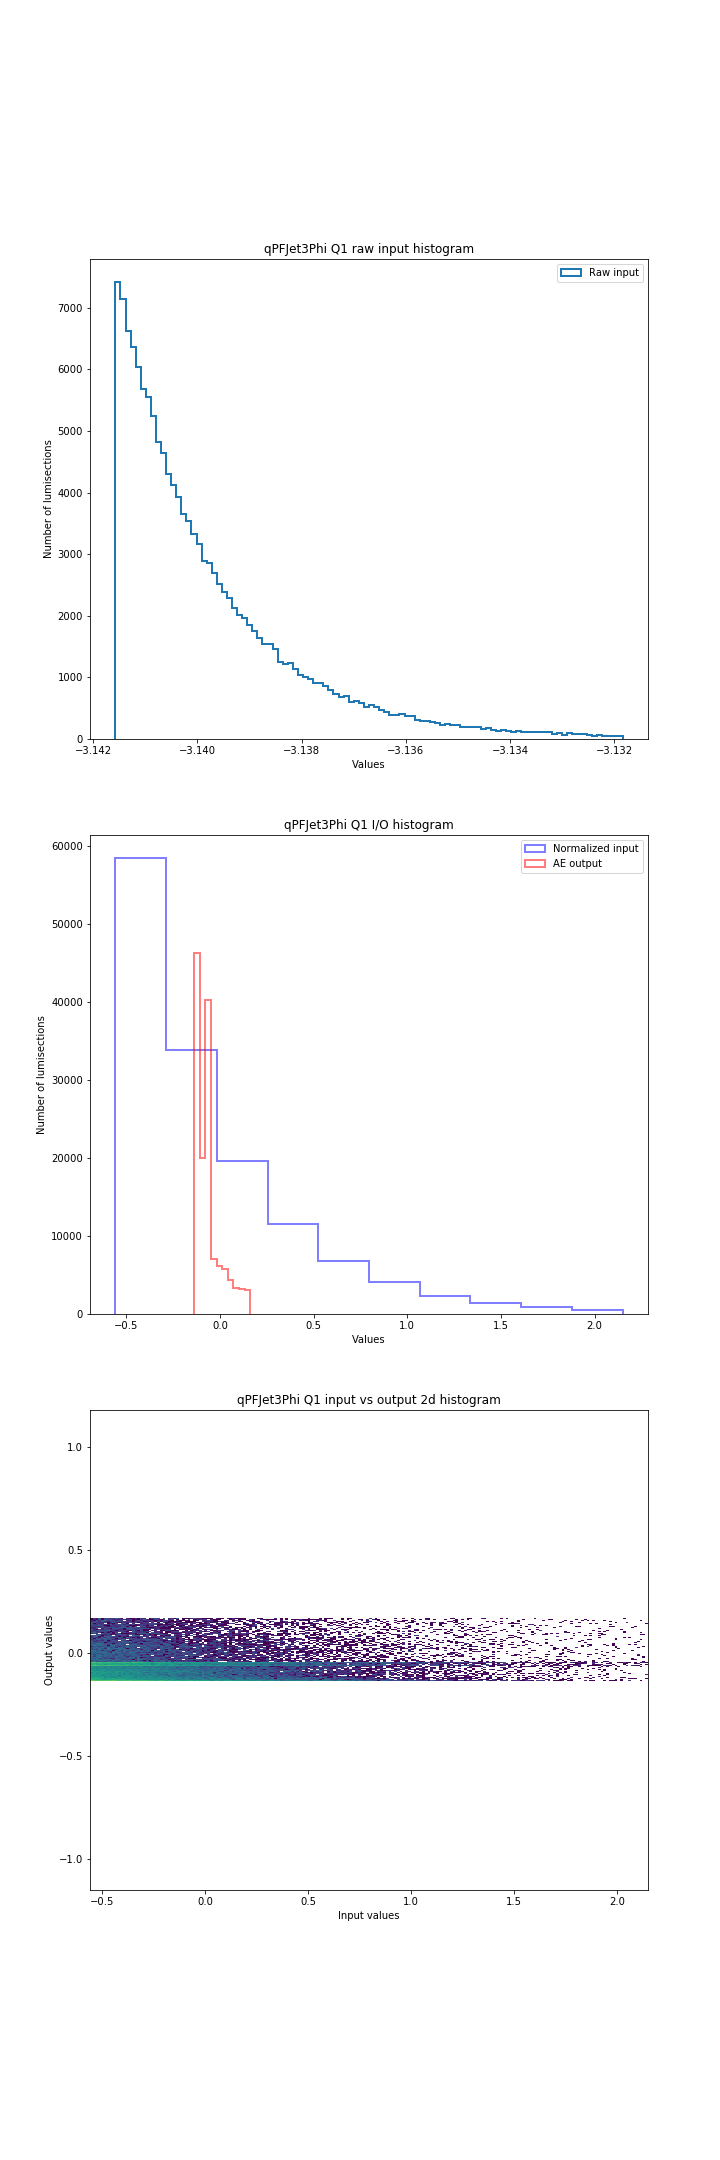 qPFJet3Phi Q1 raw input histogram
Raw input
7000
6000
5000
4000
3000
2000
1000
0
Number of lumisections
−3.142 −3.140 −3.138 −3.136 −3.134 −3.132
Values
qPFJet3Phi Q1 I/O histogram
Normalized input
AE output
60000
50000
40000
30000
20000
10000
0
Number of lumisections
−0.5 0.0 0.5 1.0 1.5 2.0
Values
qPFJet3Phi Q1 input vs output 2d histogram
1.0
0.5
0.0
−0.5
−1.0
Output values
−0.5 0.0 0.5 1.0 1.5 2.0
Input values